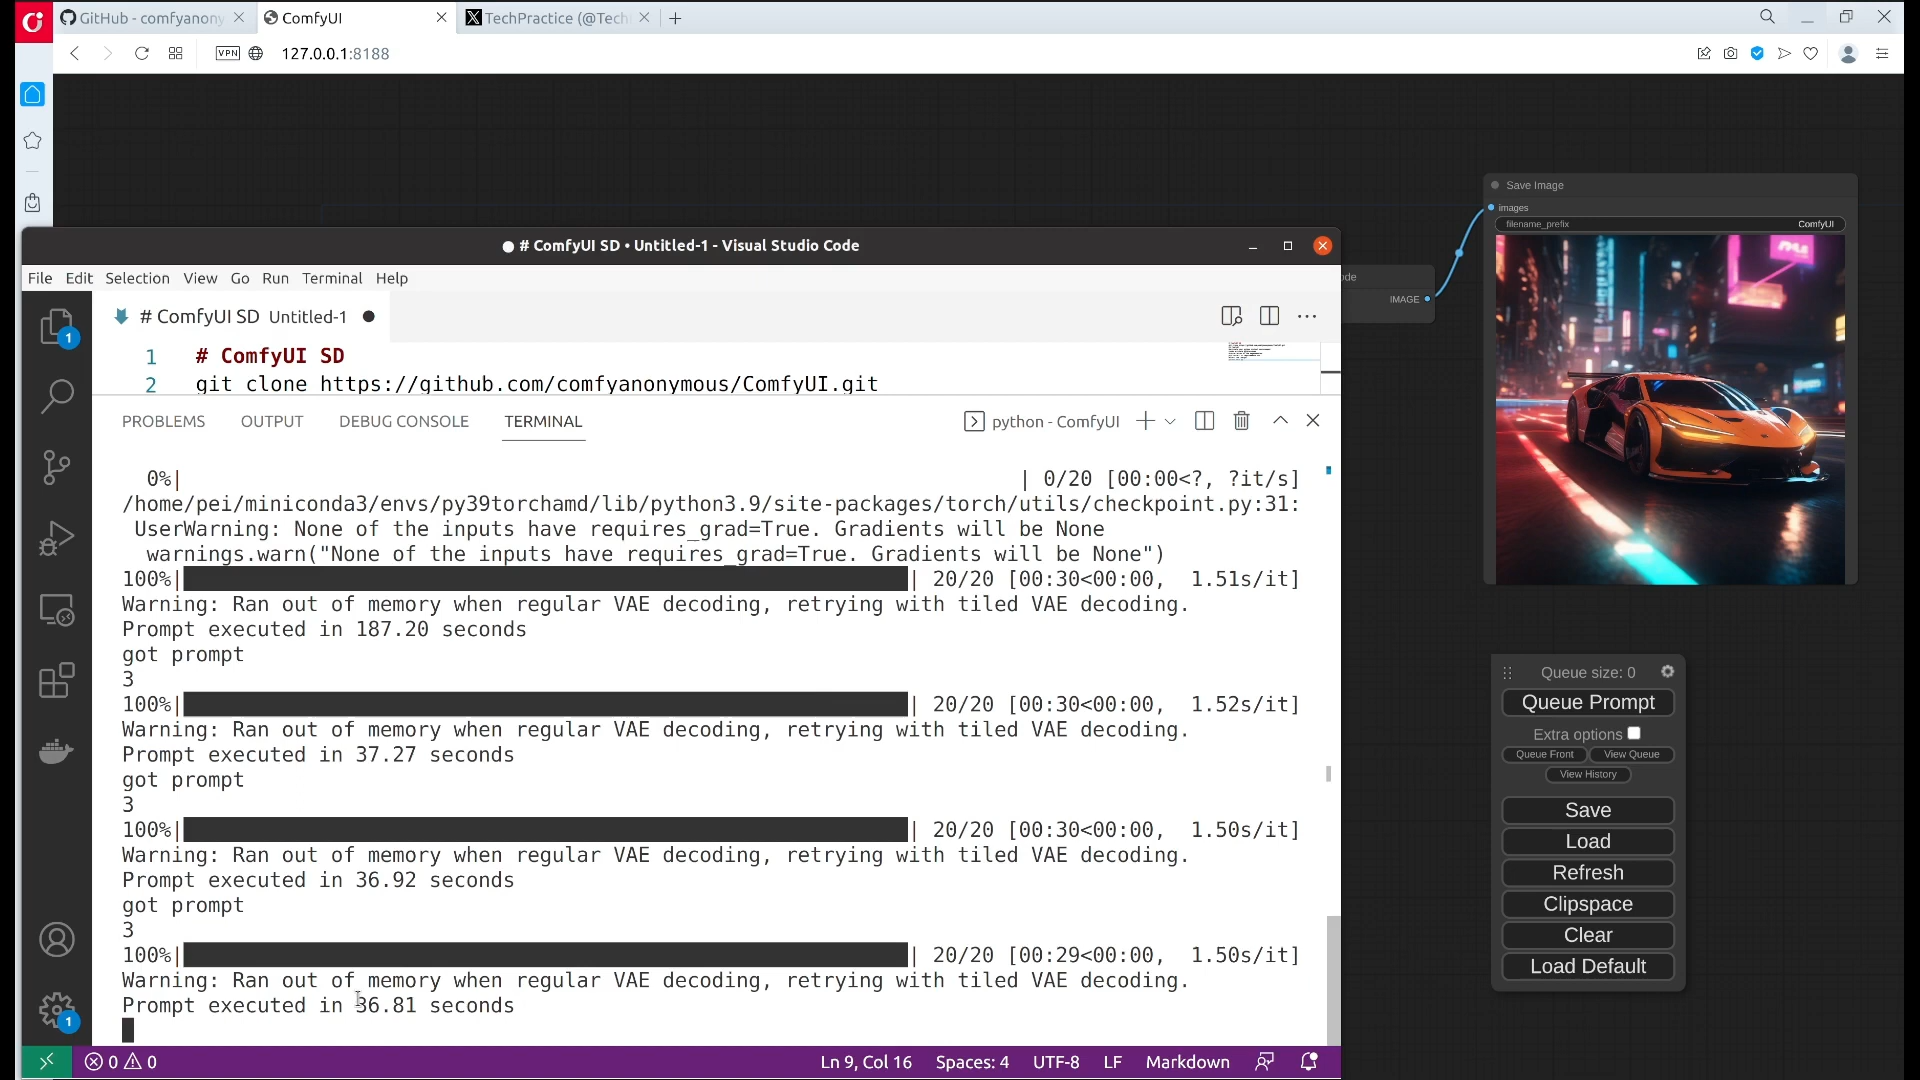 GitHub - comfyanony
ComfyUI
TechPractice (@Tech
VPN
127.0.0.1:8188
Save Image
images
filename_prefix
ComfyUI
ode
IMAGE
# ComfyUI SD • Untitled-1 - Visual Studio Code
File Edit Selection View Go Run Terminal Help
1
# ComfyUI SD Untitled-1
1 # ComfyUI SD
2 git clone https://github.com/comfyanonymous/ComfyUI.git
PROBLEMS OUTPUT DEBUG CONSOLE TERMINAL
python - ComfyUI
0%| | 0/20 [00:00<?, ?it/s]
/home/pei/miniconda3/envs/py39torchamd/lib/python3.9/site-packages/torch/utils/checkpoint.py:31:
UserWarning: None of the inputs have requires_grad=True. Gradients will be None
warnings.warn("None of the inputs have requires_grad=True. Gradients will be None")
100%| | 20/20 [00:30<00:00, 1.51s/it]
Warning: Ran out of memory when regular VAE decoding, retrying with tiled VAE decoding.
Prompt executed in 187.20 seconds
got prompt
3
100%| | 20/20 [00:30<00:00, 1.52s/it]
Warning: Ran out of memory when regular VAE decoding, retrying with tiled VAE decoding.
Prompt executed in 37.27 seconds
got prompt
3
100%| | 20/20 [00:30<00:00, 1.50s/it]
Warning: Ran out of memory when regular VAE decoding, retrying with tiled VAE decoding.
Prompt executed in 36.92 seconds
got prompt
3
100%| | 20/20 [00:29<00:00, 1.50s/it]
Warning: Ran out of memory when regular VAE decoding, retrying with tiled VAE decoding.
Prompt executed in 36.81 seconds
1
0 0
Ln 9, Col 16 Spaces: 4 UTF-8 LF Markdown
Queue size: 0
Queue Prompt
Extra options
Queue Front View Queue
View History
Save
Load
Refresh
Clipspace
Clear
Load Default